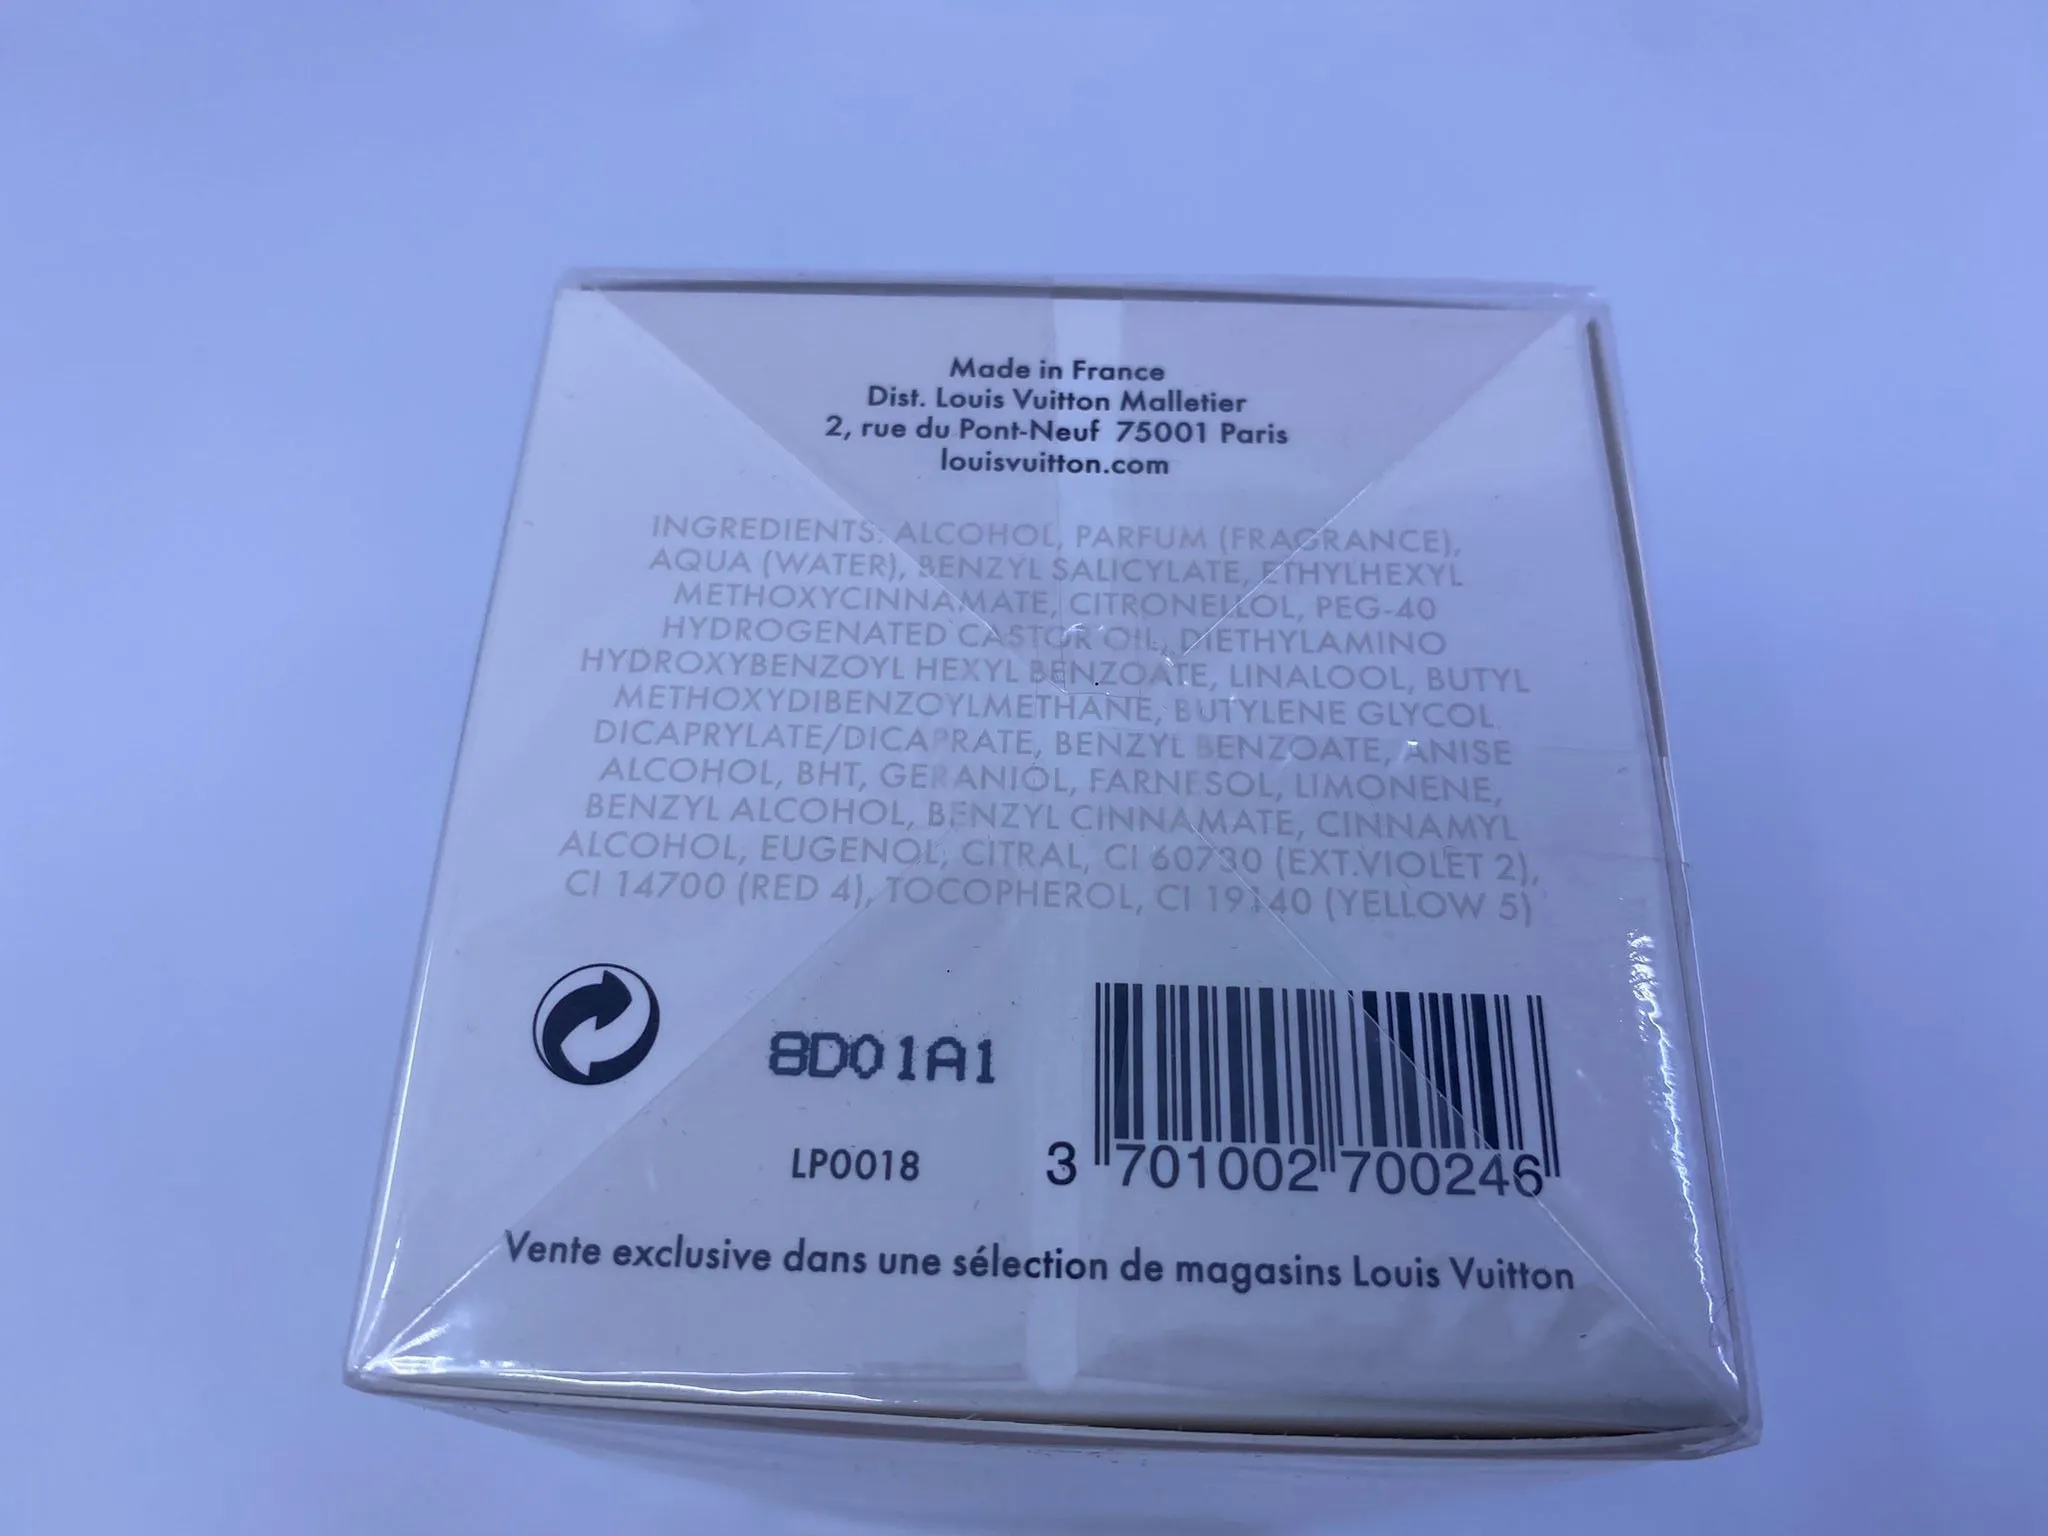 Made in France
Dist. Louis Vuitton Malletier
2, rue du Pont-Neuf 75001 Paris
louisvuitton.com
INGREDIENTS: ALCOHOL, PARFUM (FRAGRANCE),
AQUA (WATER), BENZYL SALICYLATE, ETHYLHEXYL
METHOXYCINNAMATE, CITRONELLOL, PEG-40
HYDROGENATED CASTOR OIL, DIETHYLAMINO
HYDROXYBENZOYL HEXYL BENZOATE, LINALOOL, BUTYL
METHOXYDIBENZOYLMETHANE, BUTYLENE GLYCOL
DICAPRYLATE/DICAPRATE, BENZYL BENZOATE, ANISE
ALCOHOL, BHT, GERANIOL, FARNESOL, LIMONENE,
BENZYL ALCOHOL, BENZYL CINNAMATE, CINNAMYL
ALCOHOL, EUGENOL, CITRAL, CI 60730 (EXT.VIOLET 2),
CI 14700 (RED 4), TOCOPHEROL, CI 19140 (YELLOW 5)
8D01A1
LP0018
3 701002 700246
Vente exclusive dans une sélection de magasins Louis Vuitton